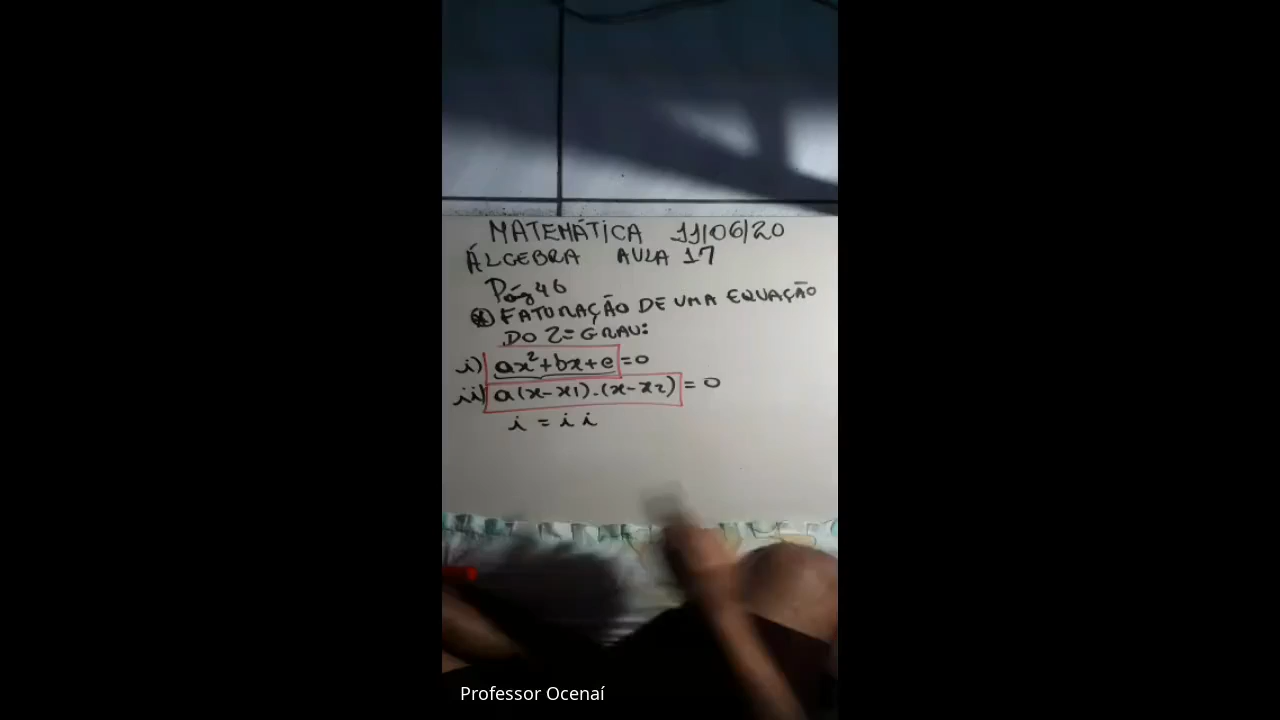 MATEMÁTICA 11/06/20
ÁLGEBRA AULA 17
Pág 46
* FATORAÇÃO DE UMA EQUAÇÃO
DO 2º GRAU:
i) ax²+bx+c=0
ii) a(x-x1).(x-x2)=0
i = ii
Professor Ocenaí